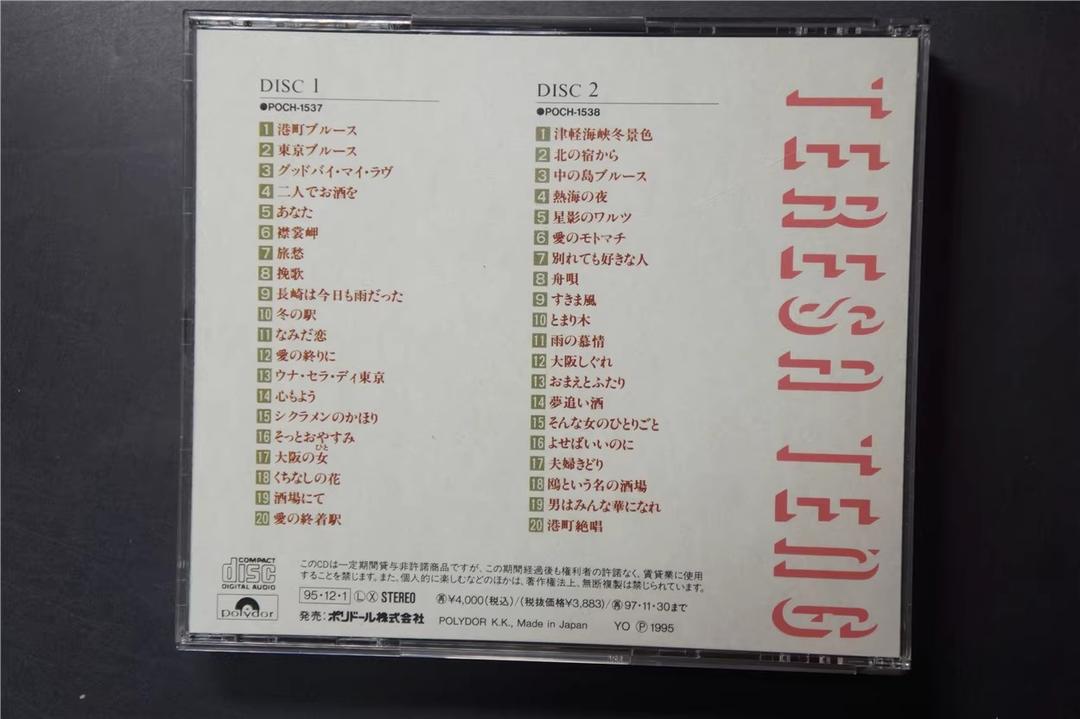 DISC 1
●POCH-1537
1 港町ブルース
2 東京ブルース
3 グッドバイ・マイ・ラヴ
4 二人でお酒を
5 あなた
6 襟裳岬
7 旅愁
8 挽歌
9 長崎は今日も雨だった
10 冬の駅
11 なみだ恋
12 愛の終りに
13 ウナ・セラ・ディ東京
14 心もよう
15 シクラメンのかほり
16 そっとおやすみ
ひと
17 大阪の女
18 くちなしの花
19 酒場にて
20 愛の終着駅
DISC 2
●POCH-1538
1 津軽海峡冬景色
2 北の宿から
3 中の島ブルース
4 熱海の夜
5 星影のワルツ
6 愛のモトマチ
7 別れても好きな人
8 舟唄
9 すきま風
10 とまり木
11 雨の慕情
12 大阪しぐれ
13 おまえとふたり
14 夢追い酒
15 そんな女のひとりごと
16 よせばいいのに
17 夫婦きどり
18 鴎という名の酒場
19 男はみんな華になれ
20 港町絶唱
TERESA TENG
COMPACT
disc
DIGITAL AUDIO
polydor
このCDは一定期間貸与非許諾商品ですが、この期間経過後も権利者の許諾なく、賃貸業に使用
することを禁じます。また、個人的に楽しむなどのほかは、著作権法上、無断複製は禁じられています。
95・12・1 Ⓛ Ⓧ STEREO ㊢¥4,000(税込)/(税抜価格¥3,883)/㊢97・11・30まで
発売:ポリドール株式会社 POLYDOR K.K., Made in Japan YO Ⓟ1995